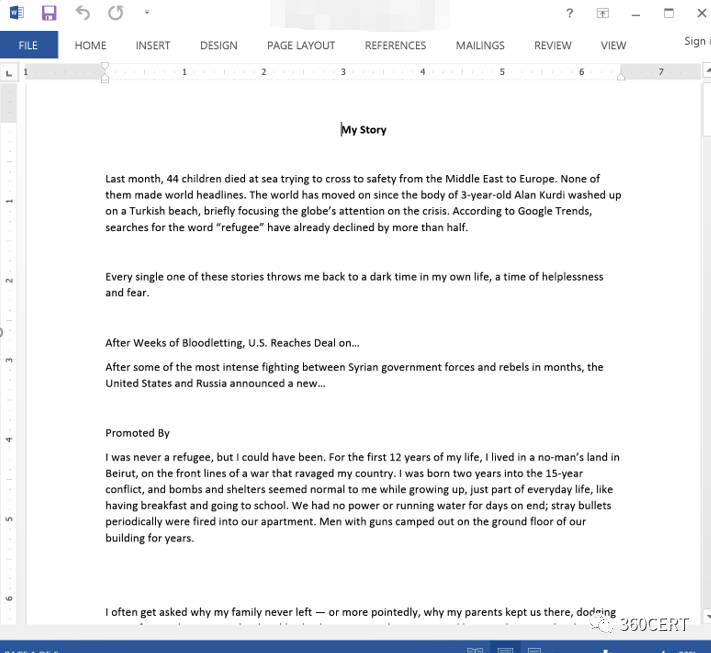 ?
FILE HOME INSERT DESIGN PAGE LAYOUT REFERENCES MAILINGS REVIEW VIEW Sign i
1 1 2 3 4 5 6 7
My Story
Last month, 44 children died at sea trying to cross to safety from the Middle East to Europe. None of
them made world headlines. The world has moved on since the body of 3-year-old Alan Kurdi washed up
on a Turkish beach, briefly focusing the globe’s attention on the crisis. According to Google Trends,
searches for the word “refugee” have already declined by more than half.
Every single one of these stories throws me back to a dark time in my own life, a time of helplessness
and fear.
After Weeks of Bloodletting, U.S. Reaches Deal on…
After some of the most intense fighting between Syrian government forces and rebels in months, the
United States and Russia announced a new…
Promoted By
I was never a refugee, but I could have been. For the first 12 years of my life, I lived in a no-man’s land in
Beirut, on the front lines of a war that ravaged my country. I was born two years into the 15-year
conflict, and bombs and shelters seemed normal to me while growing up, just part of everyday life, like
having breakfast and going to school. We had no power or running water for days on end; stray bullets
periodically were fired into our apartment. Men with guns camped out on the ground floor of our
building for years.
I often get asked why my family never left — or more pointedly, why my parents kept us there, dodging
1
2
3
4
5
6
360CERT